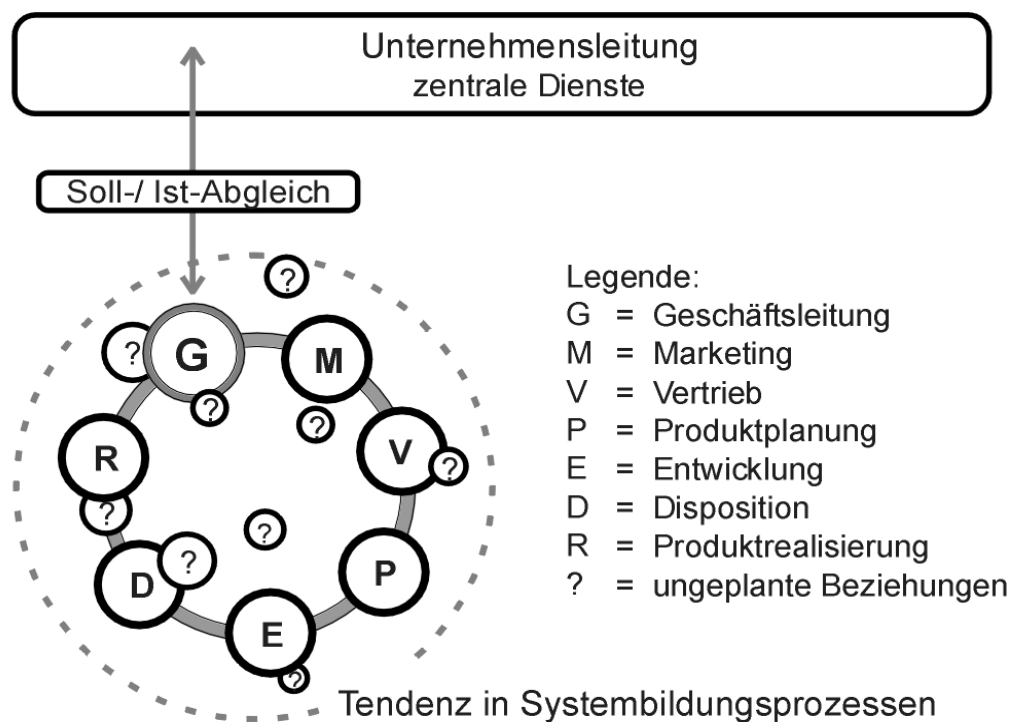 Unternehmensleitung
zentrale Dienste
Soll-/ Ist-Abgleich
?
? G M
? ?
R V ?
?
? ?
D P
E
?
Legende:
G = Geschäftsleitung
M = Marketing
V = Vertrieb
P = Produktplanung
E = Entwicklung
D = Disposition
R = Produktrealisierung
? = ungeplante Beziehungen
Tendenz in Systembildungsprozessen